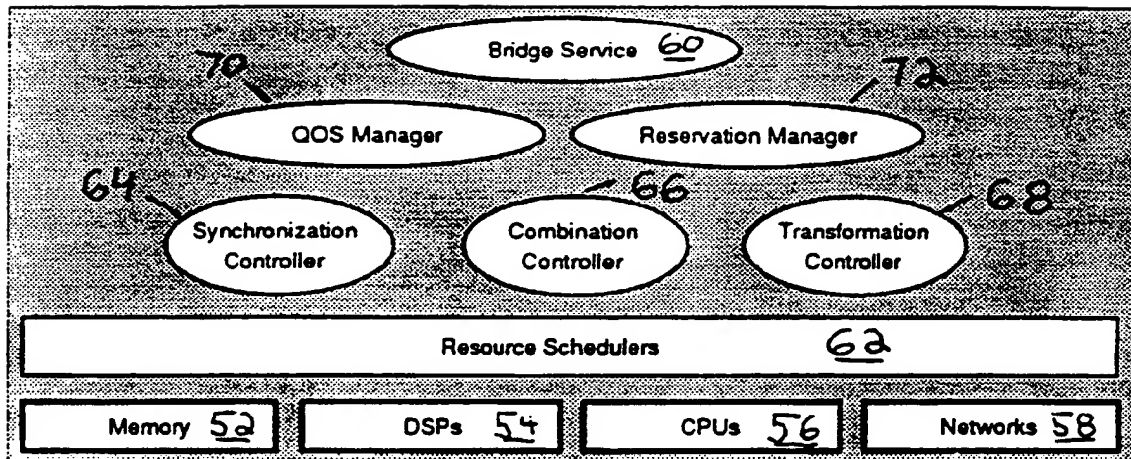 Bridge Service 60
70
72
QOS Manager
Reservation Manager
64
66
68
Synchronization
Controller
Combination
Controller
Transformation
Controller
Resource Schedulers 62
Memory 52
DSPs 54
CPUs 56
Networks 58